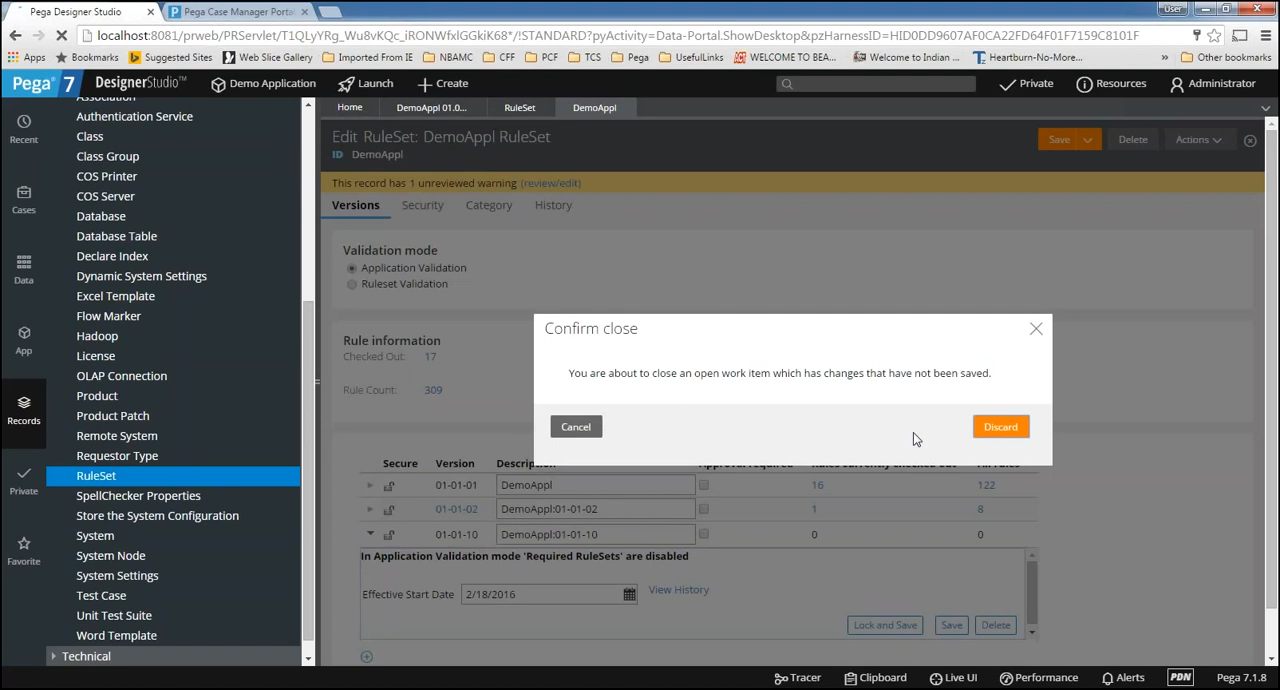 Pega Designer Studio
Pega Case Manager Portal
User
localhost:8081/prweb/PRServlet/T1QLyYRg_Wu8vKQc_iRONWfxlGGkiK68*/!STANDARD?pyActivity=Data-Portal.ShowDesktop&pzHarnessID=HID0DD9607AF0CA22FD64F01F7159C8101F
Apps Bookmarks Suggested Sites Web Slice Gallery Imported From IE NBAMC CFF PCF TCS Pega UsefulLinks WELCOME TO BEA... Welcome to Indian ... Heartburn-No-More... » Other bookmarks
Pega 7 DesignerStudio™ Demo Application Launch Create Private Resources Administrator
Home DemoAppl 01.0... RuleSet DemoAppl
Recent
Cases
Data
App
Records
Private
Favorite
Association
Authentication Service
Class
Class Group
COS Printer
COS Server
Database
Database Table
Declare Index
Dynamic System Settings
Excel Template
Flow Marker
Hadoop
License
OLAP Connection
Product
Product Patch
Remote System
Requestor Type
RuleSet
SpellChecker Properties
Store the System Configuration
System
System Node
System Settings
Test Case
Unit Test Suite
Word Template
Technical
Edit RuleSet: DemoAppl RuleSet
ID DemoAppl
Save Delete Actions
This record has 1 unreviewed warning (review/edit)
Versions Security Category History
Validation mode
Application Validation
Ruleset Validation
Rule information
Checked Out: 17
Rule Count: 309
Confirm close
You are about to close an open work item which has changes that have not been saved.
Cancel Discard
Secure Version Description Approval required Rules currently checked out All rules
01-01-01 DemoAppl 16 122
01-01-02 DemoAppl:01-01-02 1 8
01-01-10 DemoAppl:01-01-10 0 0
In Application Validation mode 'Required RuleSets' are disabled
Effective Start Date 2/18/2016 View History
Lock and Save Save Delete
Tracer Clipboard Live UI Performance Alerts PDN Pega 7.1.8